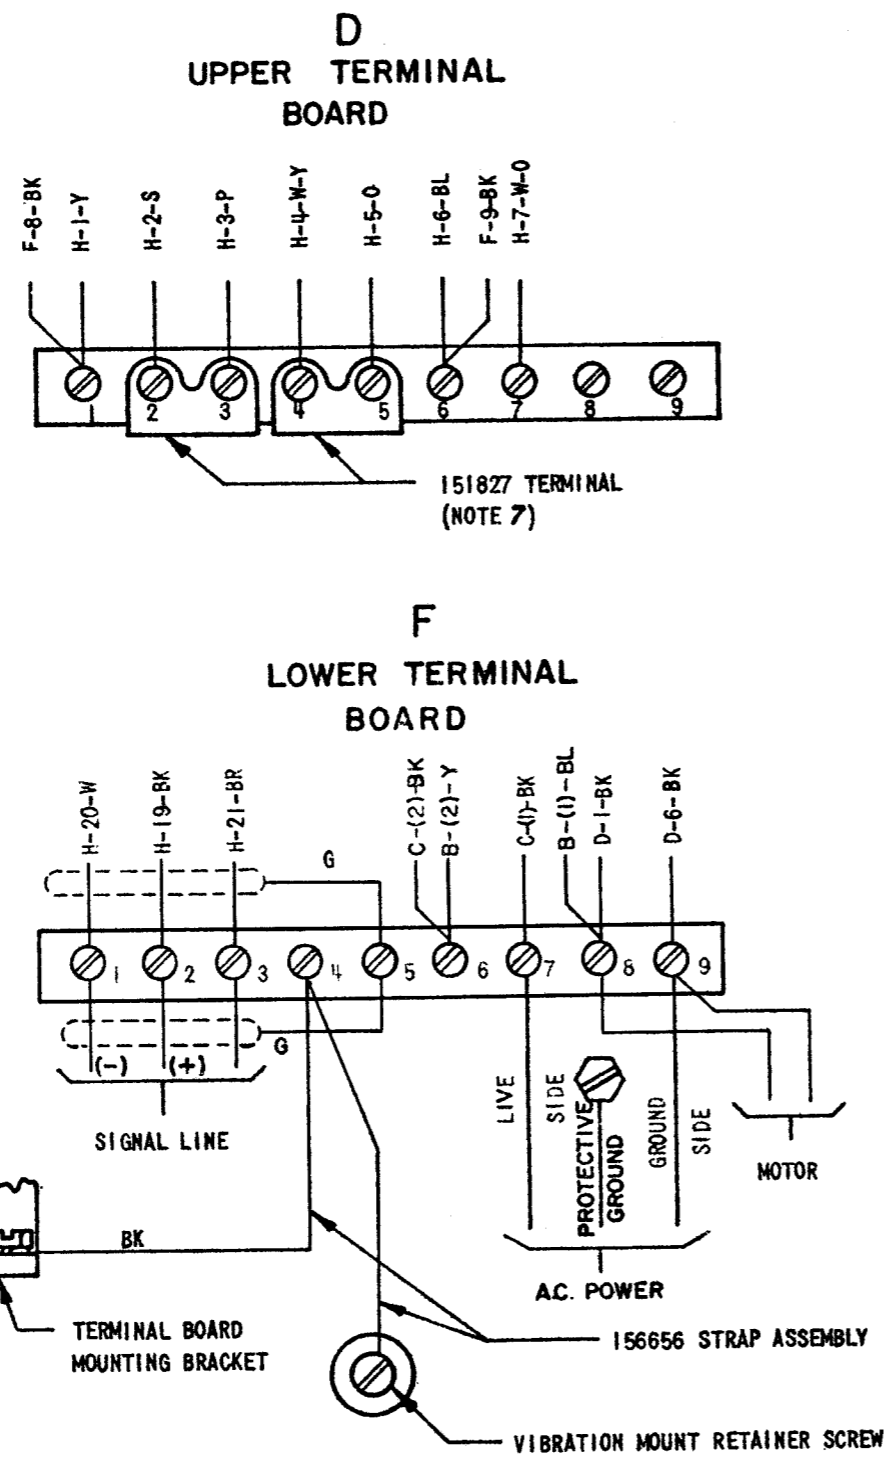 D
UPPER TERMINAL
BOARD
F-8-BK
H-1-Y
H-2-S
H-3-P
H-4-W-Y
H-5-O
H-6-BL
F-9-BK
H-7-W-O
1 2 3 4 5 6 7 8 9
151827 TERMINAL
(NOTE 7)
F
LOWER TERMINAL
BOARD
H-20-W
H-19-BK
H-21-BR
G
C-(2)-BK
B-(2)-Y
C-(1)-BK
B-(1)-BL
D-1-BK
D-6-BK
1 2 3 4 5 6 7 8 9
(-) (+)
G
SIGNAL LINE
LIVE
SIDE
PROTECTIVE
GROUND
GROUND
SIDE
MOTOR
BK
A.C. POWER
TERMINAL BOARD
MOUNTING BRACKET
156656 STRAP ASSEMBLY
VIBRATION MOUNT RETAINER SCREW